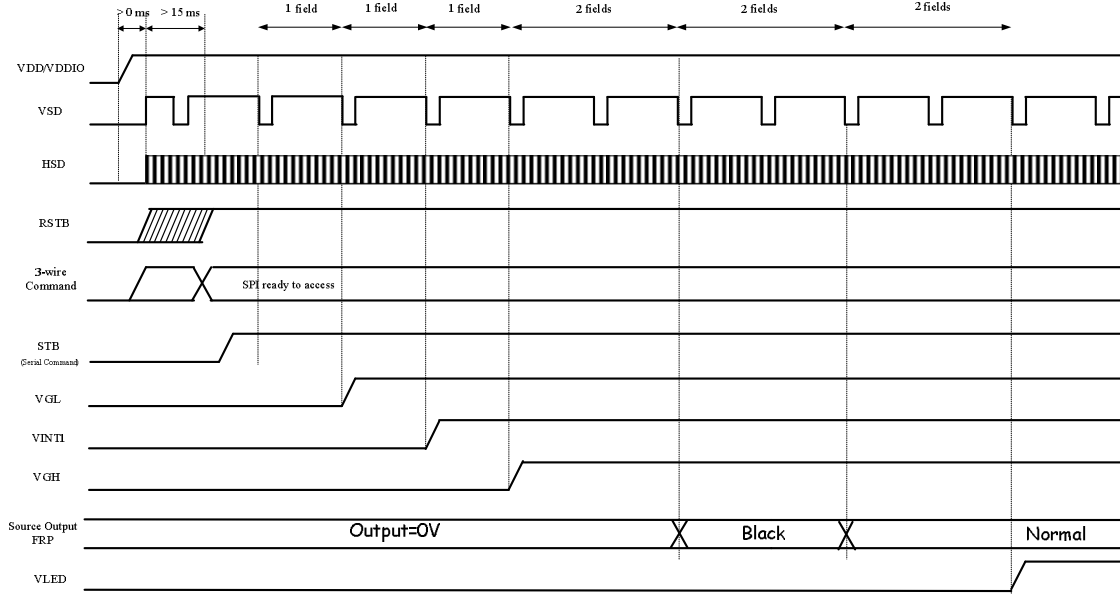 > 0 ms
> 15 ms
1 field
1 field
1 field
2 fields
2 fields
2 fields
VDD/VDDIO
VSD
HSD
RSTB
3-wire
Command
SPI ready to access
STB
(Serial Command)
VGL
VINT1
VGH
Source Output
FRP
Output=0V
Black
Normal
VLED